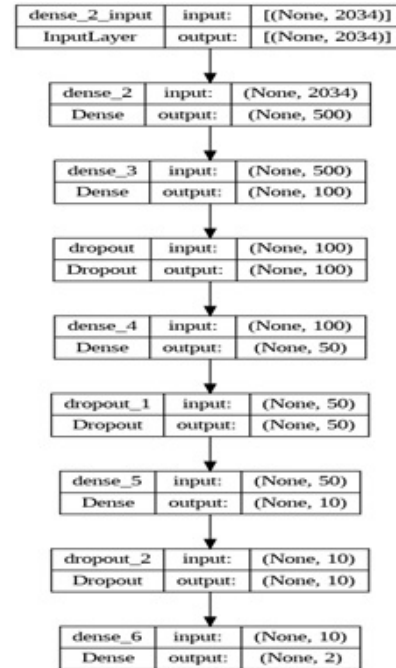 dense_2_input input: [(None, 2034)]
InputLayer output: [(None, 2034)]
dense_2 input: (None, 2034)
Dense output: (None, 500)
dense_3 input: (None, 500)
Dense output: (None, 100)
dropout input: (None, 100)
Dropout output: (None, 100)
dense_4 input: (None, 100)
Dense output: (None, 50)
dropout_1 input: (None, 50)
Dropout output: (None, 50)
dense_5 input: (None, 50)
Dense output: (None, 10)
dropout_2 input: (None, 10)
Dropout output: (None, 10)
dense_6 input: (None, 10)
Dense output: (None, 2)